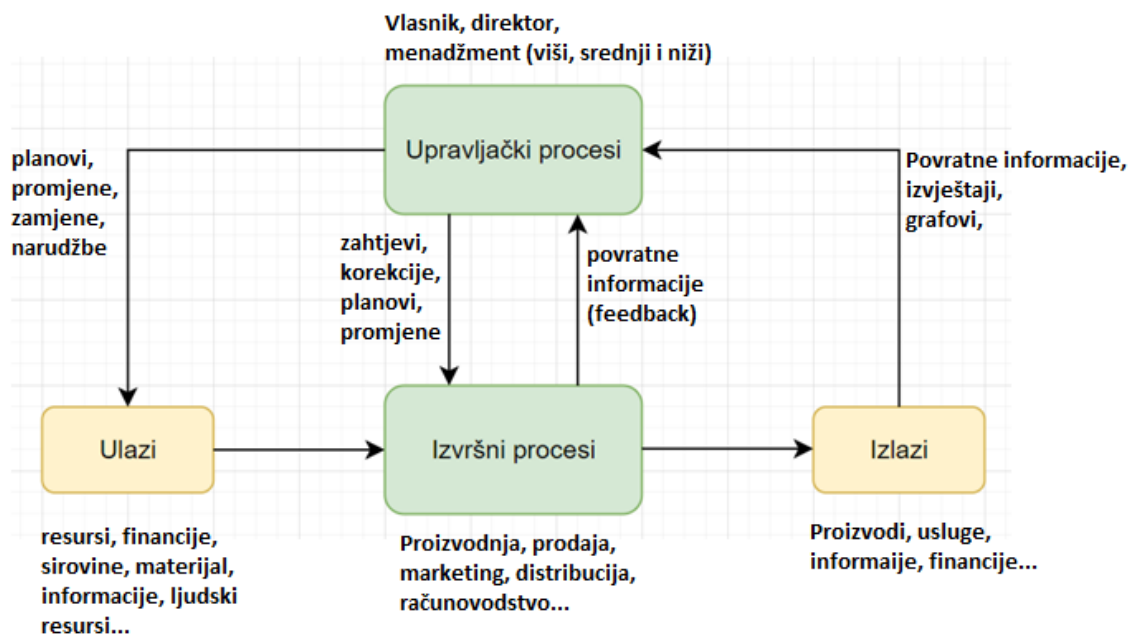 Vlasnik, direktor,
menadžment (viši, srednji i niži)
Upravljački procesi
planovi,
promjene,
zamjene,
narudžbe
Povratne informacije,
izvještaji,
grafovi,
zahtjevi,
korekcije,
planovi,
promjene
povratne
informacije
(feedback)
Ulazi
Izvršni procesi
Izlazi
resursi, financije,
sirovine, materijal,
informacije, ljudski
resursi...
Proizvodnja, prodaja,
marketing, distribucija,
računovodstvo...
Proizvodi, usluge,
informaije, financije...